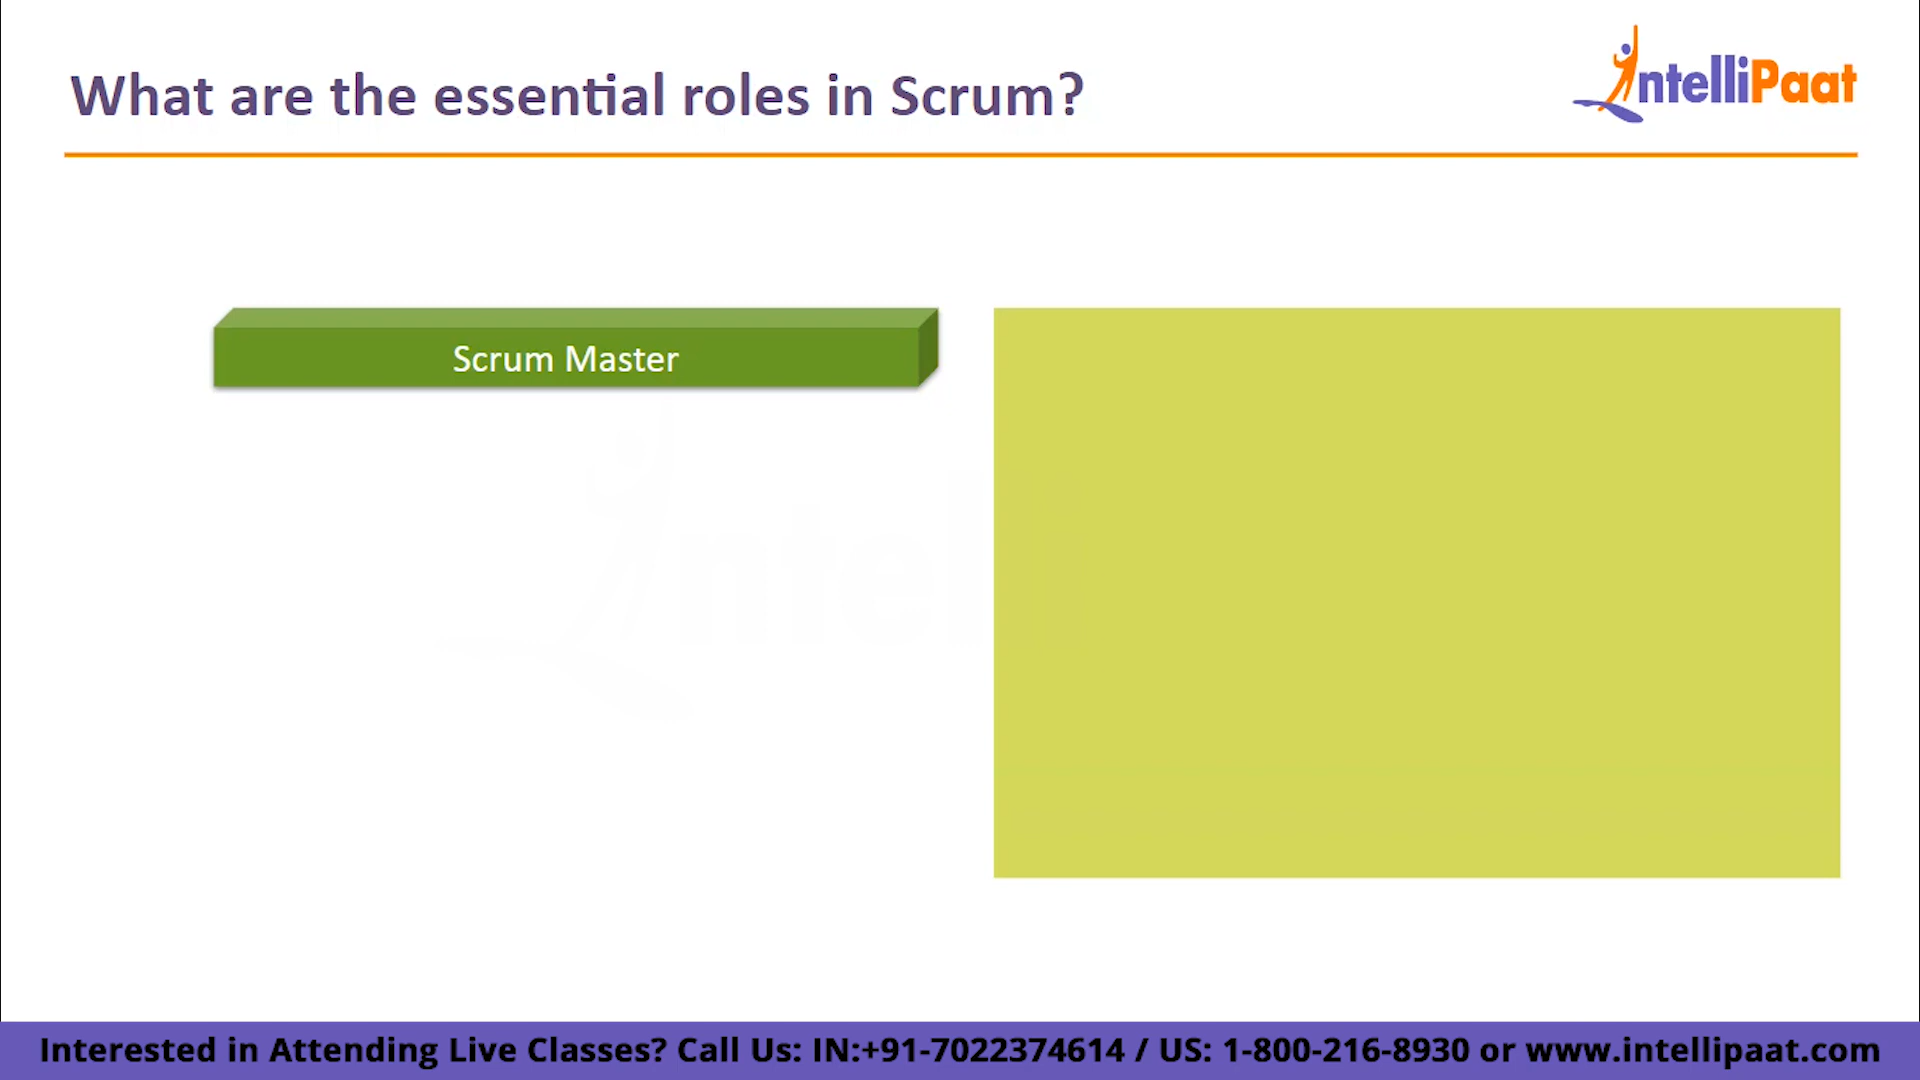 What are the essential roles in Scrum?
IntelliPaat
Scrum Master
Intelli
Interested in Attending Live Classes? Call Us: IN:+91-7022374614 / US: 1-800-216-8930 or www.intellipaat.com